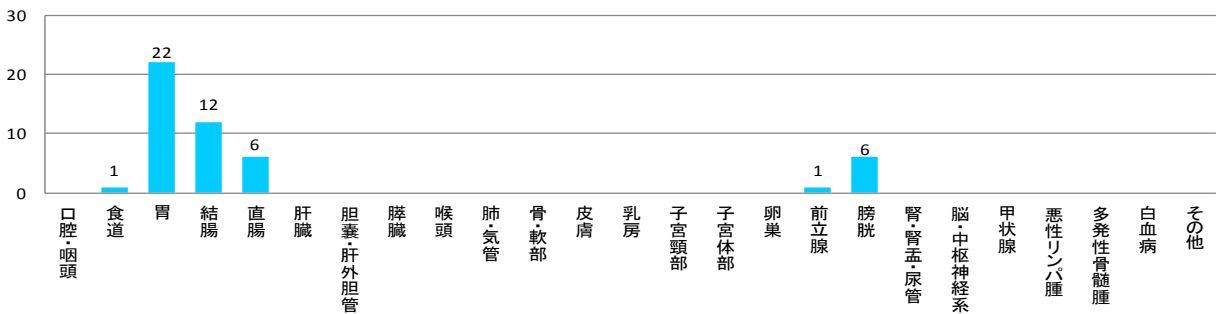 30
20
10
0
1
22
12
6
1
6
口腔・咽頭
食道
胃
結腸
直腸
肝臓
胆嚢・肝外胆管
膵臓
喉頭
肺・気管
骨・軟部
皮膚
乳房
子宮頸部
子宮体部
卵巣
前立腺
膀胱
腎・腎盂・尿管
脳・中枢神経系
甲状腺
悪性リンパ腫
多発性骨髄腫
白血病
その他